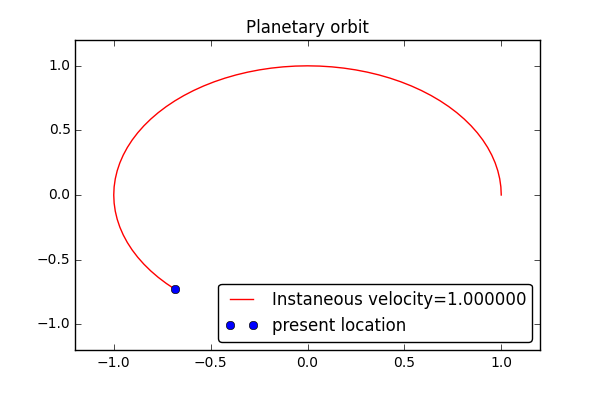 Planetary orbit
1.0
0.5
0.0
−0.5
−1.0
Instaneous velocity=1.000000
present location
−1.0 −0.5 0.0 0.5 1.0